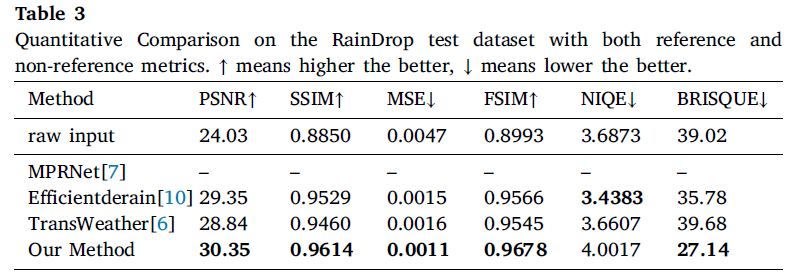 Table 3
Quantitative Comparison on the RainDrop test dataset with both reference and
non-reference metrics. ↑ means higher the better, ↓ means lower the better.
Method PSNR↑ SSIM↑ MSE↓ FSIM↑ NIQE↓ BRISQUE↓
raw input 24.03 0.8850 0.0047 0.8993 3.6873 39.02
MPRNet[7] – – – – – –
Efficientderain[10] 29.35 0.9529 0.0015 0.9566 3.4383 35.78
TransWeather[6] 28.84 0.9460 0.0016 0.9545 3.6607 39.68
Our Method 30.35 0.9614 0.0011 0.9678 4.0017 27.14